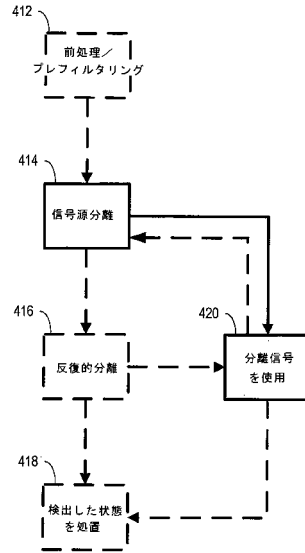 412
前処理／
プレフィルタリング
414
信号源分離
416
反復的分離
420
分離信号
を使用
418
検出した状態
を処置